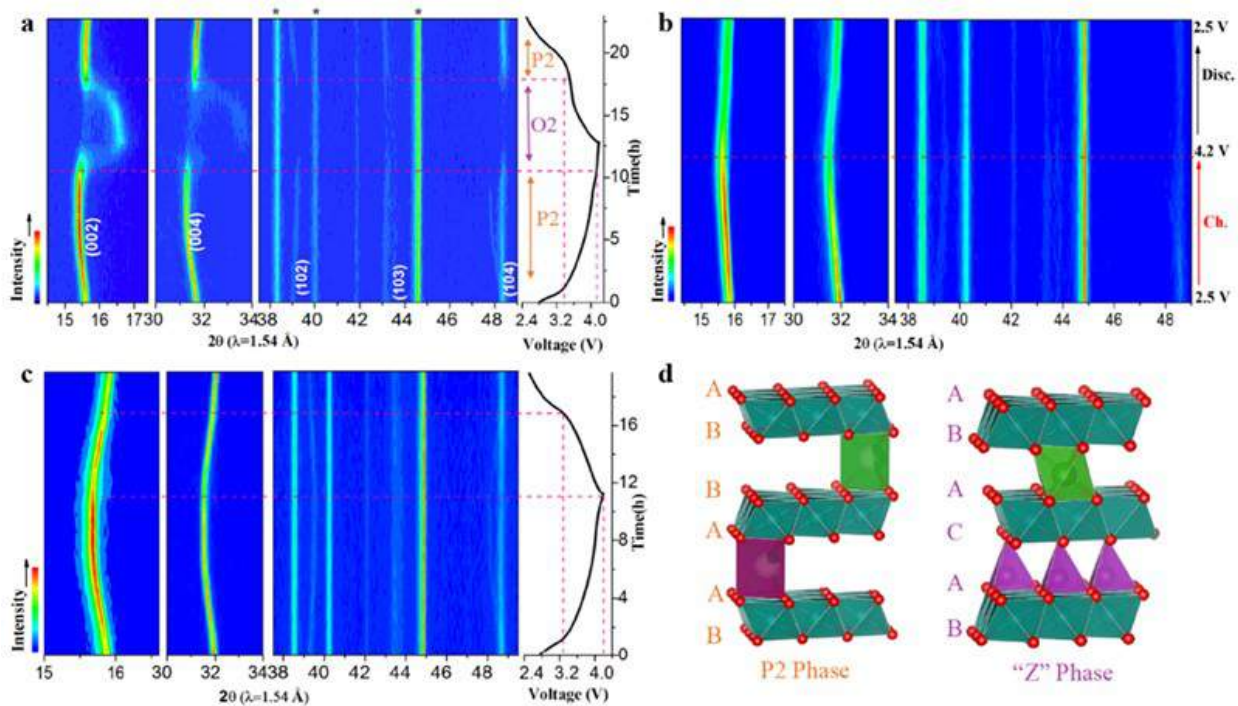 a
* * *
(002)
(004)
(102)
(103)
(104)
P2
O2
P2
Intensity
15 16 17 30 32 34 38 40 42 44 46 48 2.4 3.2 4.0
2θ (λ=1.54 Å)
Voltage (V)
20
15
10
5
0
Time(h)
b
2.5 V
Disc.
4.2 V
Ch.
2.5 V
Intensity
15 16 17 30 32 34 38 40 42 44 46 48
2θ (λ=1.54 Å)
c
Intensity
15 16 30 32 34 38 40 42 44 46 48 2.4 3.2 4.0
2θ (λ=1.54 Å)
Voltage (V)
16
12
8
4
0
Time(h)
d
A
B
B
A
A
B
P2 Phase
A
B
A
C
A
B
“Z” Phase